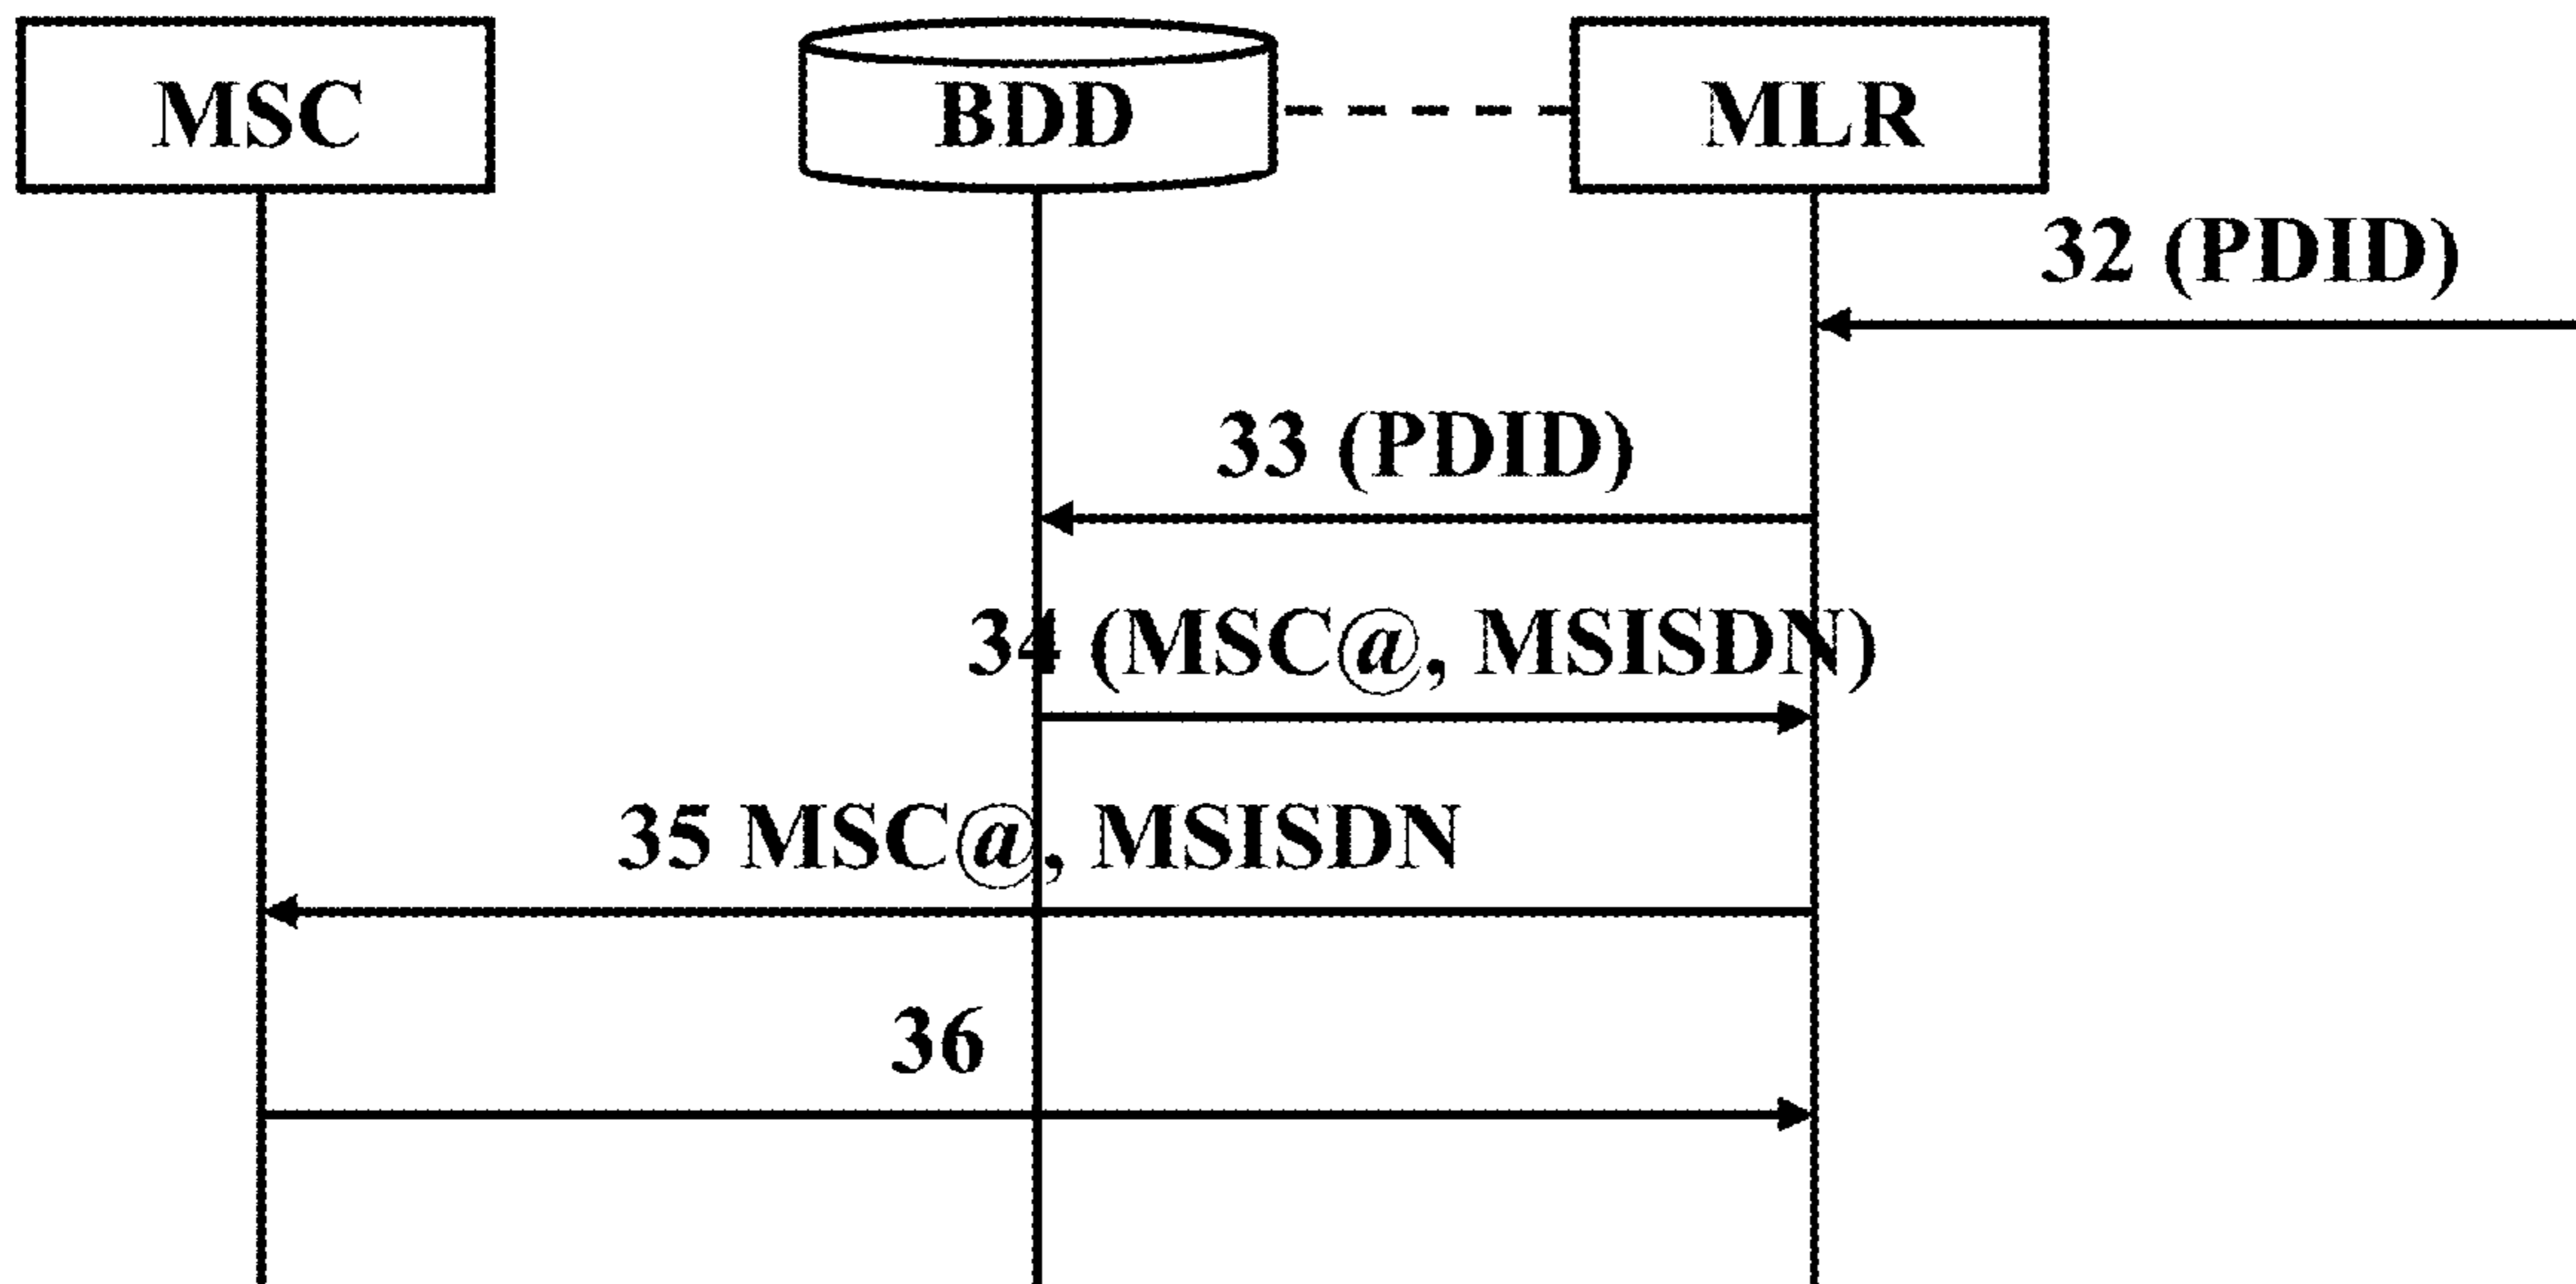 MSC
BDD
MLR
32 (PDID)
33 (PDID)
34 (MSC@, MSISDN)
35 MSC@, MSISDN
36